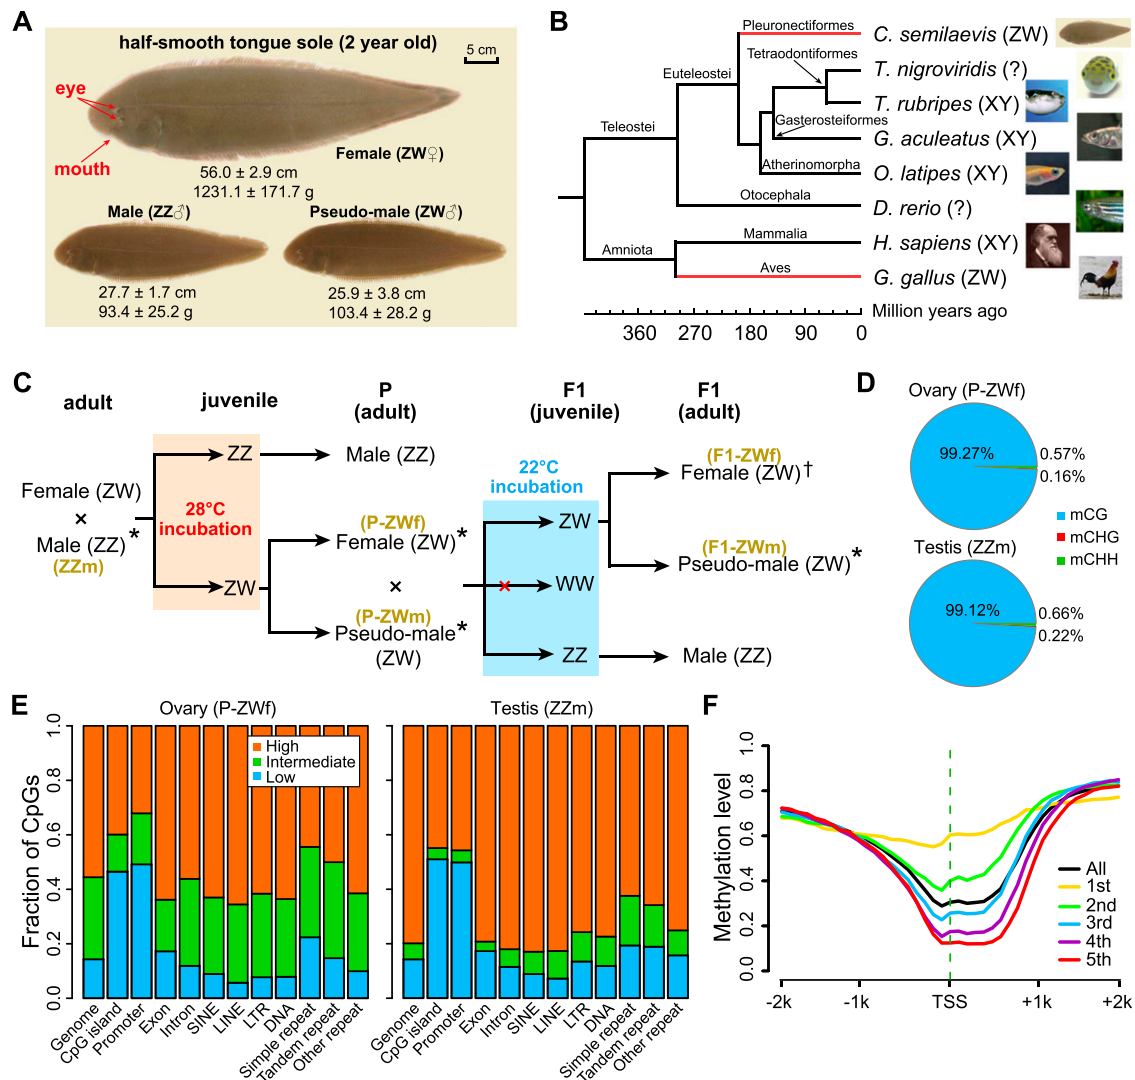 A
half-smooth tongue sole (2 year old)
5 cm
eye
mouth
Female (ZW♀)
56.0 ± 2.9 cm
1231.1 ± 171.7 g
Male (ZZ♂)
Pseudo-male (ZW♂)
27.7 ± 1.7 cm
93.4 ± 25.2 g
25.9 ± 3.8 cm
103.4 ± 28.2 g
B
Pleuronectiformes
Tetraodontiformes
Euteleostei
Gasterosteiformes
Teleostei
Atherinomorpha
Otocephala
Mammalia
Amniota
Aves
C. semilaevis (ZW)
T. nigroviridis (?)
T. rubripes (XY)
G. aculeatus (XY)
O. latipes (XY)
D. rerio (?)
H. sapiens (XY)
G. gallus (ZW)
Million years ago
360 270 180 90 0
C
adult
juvenile
P
(adult)
F1
(juvenile)
F1
(adult)
Female (ZW)
×
Male (ZZ)*
(ZZm)
28°C
incubation
ZZ
ZW
Male (ZZ)
(P-ZWf)
Female (ZW)*
×
(P-ZWm)
Pseudo-male*
(ZW)
22°C
incubation
ZW
×
WW
ZZ
(F1-ZWf)
Female (ZW)†
(F1-ZWm)
Pseudo-male (ZW)*
Male (ZZ)
D
Ovary (P-ZWf)
99.27%
0.57%
0.16%
mCG
mCHG
mCHH
Testis (ZZm)
99.12%
0.66%
0.22%
E
Ovary (P-ZWf)
Testis (ZZm)
Fraction of CpGs
1.0
0.8
0.6
0.4
0.2
0.0
High
Intermediate
Low
Genome
CpG island
Promoter
Exon
Intron
SINE
LINE
LTR
DNA
Simple repeat
Tandem repeat
Other repeat
Genome
CpG island
Promoter
Exon
Intron
SINE
LINE
LTR
DNA
Simple repeat
Tandem repeat
Other repeat
F
Methylation level
1.0
0.8
0.6
0.4
0.2
0.0
All
1st
2nd
3rd
4th
5th
-2k -1k TSS +1k +2k